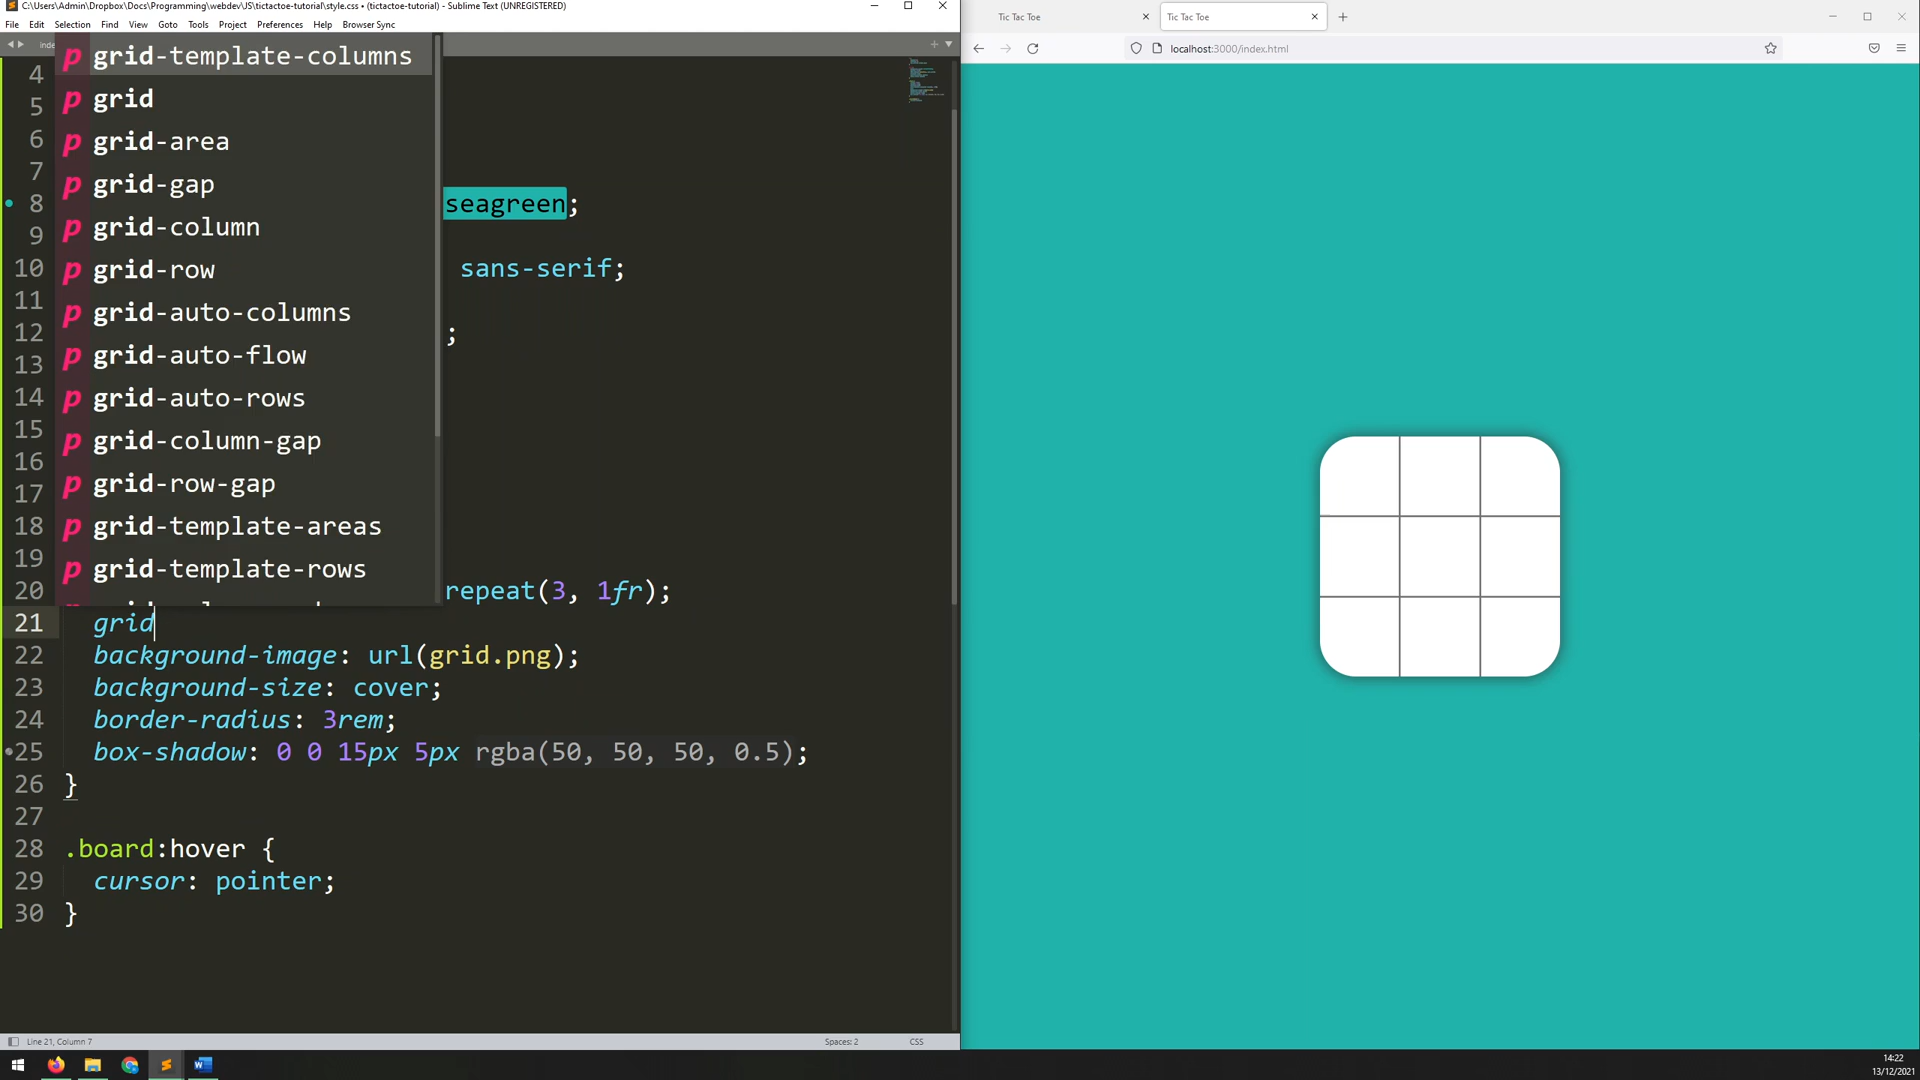 C:\Users\Admin\Dropbox\Docs\Programming\webdev\JS\tictactoe-tutorial\style.css • (tictactoe-tutorial) - Sublime Text (UNREGISTERED)
File Edit Selection Find View Goto Tools Project Preferences Help Browser Sync
Tic Tac Toe
Tic Tac Toe
localhost:3000/index.html
p grid-template-columns
p grid
p grid-area
p grid-gap
p grid-column
p grid-row
p grid-auto-columns
p grid-auto-flow
p grid-auto-rows
p grid-column-gap
p grid-row-gap
p grid-template-areas
p grid-template-rows
4
5
6
7
8 seagreen;
9
10 sans-serif;
11
12 ;
13
14
15
16
17
18
19
20 repeat(3, 1fr);
21 grid
22 background-image: url(grid.png);
23 background-size: cover;
24 border-radius: 3rem;
25 box-shadow: 0 0 15px 5px rgba(50, 50, 50, 0.5);
26 }
27
28 .board:hover {
29 cursor: pointer;
30 }
Line 21, Column 7
Spaces: 2
CSS
14:22
13/12/2021